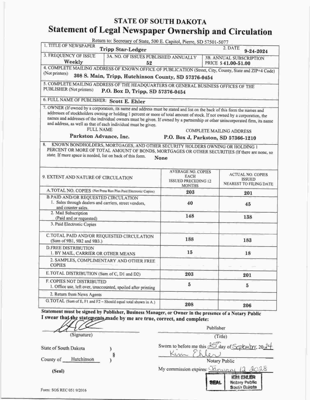 STATE OF SOUTH DAKOTA
Statement of Legal Newspaper Ownership and Circulation
Return to: Secretary of State, 500 E. Capitol, Pierre, SD 57501-5077
1. TITLE OF NEWSPAPER
Tripp Star-Ledger
2. DATE
9-24-2024
3. FREQUENCY OF ISSUE
Weekly
3A. NO. OF ISSUES PUBLISHED ANNUALLY
52
3B. ANNUAL SUBSCRIPTION
PRICE $ 41.00-51.00
4. COMPLETE MAILING ADDRESS OF KNOWN OFFICE OF PUBLICATION (Street, City, County, State and ZIP+4 Code)
(Not printers)
208 S. Main, Tripp, Hutchinson County, SD 57376-0454
5. COMPLETE MAILING ADDRESS OF THE HEADQUARTERS OR GENERAL BUSINESS OFFICES OF THE
PUBLISHER (Not printers)
P.O. Box D, Tripp, SD 57376-0454
6. FULL NAME OF PUBLISHER:
Scott E. Ehler
7. OWNER (If owned by a corporation, its name and address must be stated and list on the back of this form the names and
addresses of stockholders owning or holding 1 percent or more of total amount of stock. If not owned by a corporation, the
names and addresses of the individual owners must be given. If owned by a partnership or other unincorporated firm, its name
and address, as well as that of each individual must be given.)
FULL NAME
COMPLETE MAILING ADDRESS
Parkston Advance, Inc.
P.O. Box J, Parkston, SD 57366-1210
8. KNOWN BONDHOLDERS, MORTGAGES, AND OTHER SECURITY HOLDERS OWNING OR HOLDING 1
PERCENT OR MORE OF TOTAL AMOUNT OF BONDS, MORTGAGES OR OTHER SECURITIES (If there are none, so
state. If more space is needed, list on back of this form.)
None
9. EXTENT AND NATURE OF CIRCULATION
AVERAGE NO. COPIES
EACH
ISSUED PRECEDING 12
MONTHS
ACTUAL NO. COPIES
ISSUED
NEAREST TO FILING DATE
A. TOTAL NO. COPIES (Net Press Run Plus Paid Electronic Copies)
203
201
B. PAID AND/OR REQUESTED CIRCULATION
1. Sales through dealers and carriers, street vendors,
and counter sales.
40
45
2. Mail Subscription
(Paid and/or requested)
148
138
3. Paid Electronic Copies
C. TOTAL PAID AND/OR REQUESTED CIRCULATION
(Sum of 9B1, 9B2 and 9B3.)
188
183
D. FREE DISTRIBUTION
1. BY MAIL, CARRIER OR OTHER MEANS
15
18
2. SAMPLES, COMPLIMENTARY AND OTHER FREE
COPIES
E. TOTAL DISTRIBUTION (Sum of C, D1 and D2)
203
201
F. COPIES NOT DISTRIBUTED
1. Office use, left over, unaccounted, spoiled after printing
5
5
2. Return from News Agents
G. TOTAL (Sum of E, F1 and F2 – Should equal total shown in A.)
208
206
Statement must be signed by Publisher, Business Manager, or Owner in the presence of a Notary Public
I swear that the statements made by me are true, correct, and complete:
Publisher
(Signature)
(Title)
State of South Dakota )
§
County of Hutchinson )
Sworn to before me this 25 day of September, 2024
Kim Ehler
Notary Public
(Seal)
My commission expires:
SEAL
KIM EHLER
Notary Public
South Dakota